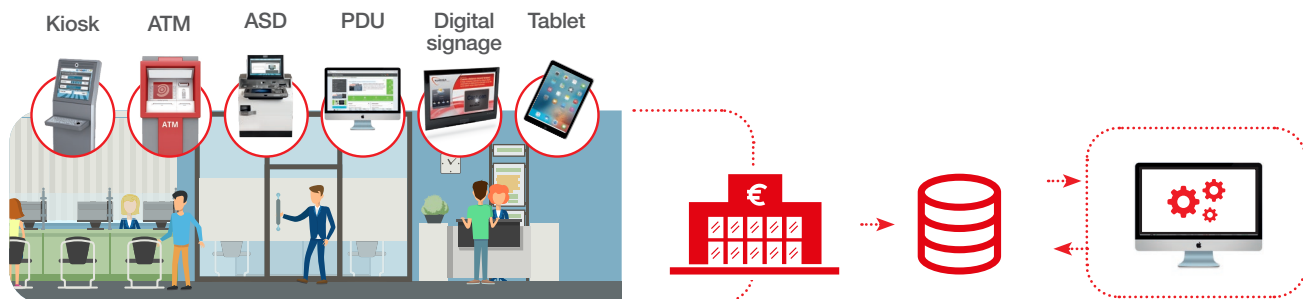 Kiosk
ATM
ASD
PDU
Digital
signage
Tablet
ATM
€